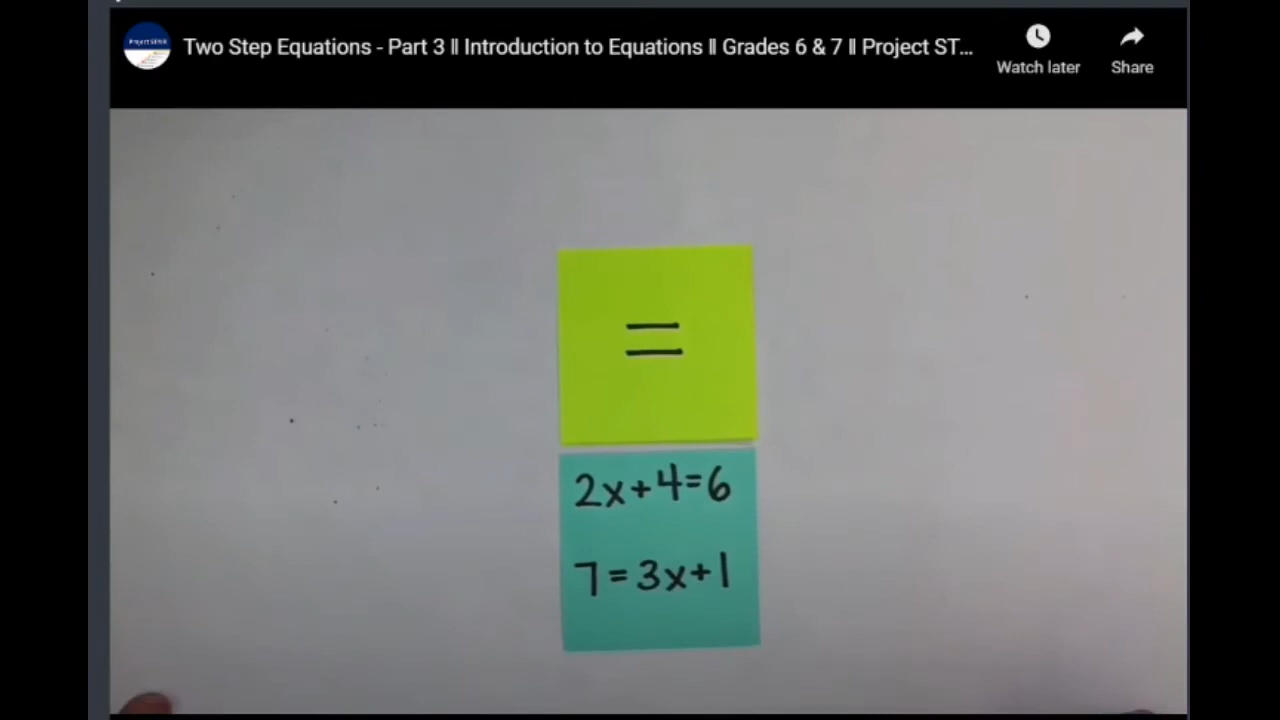 Two Step Equations - Part 3 ǁ Introduction to Equations ǁ Grades 6 & 7 ǁ Project ST...
Watch later
Share
=
2x+4=6
7=3x+1